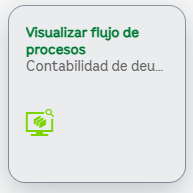 Visualizar flujo de
procesos
Contabilidad de deu...